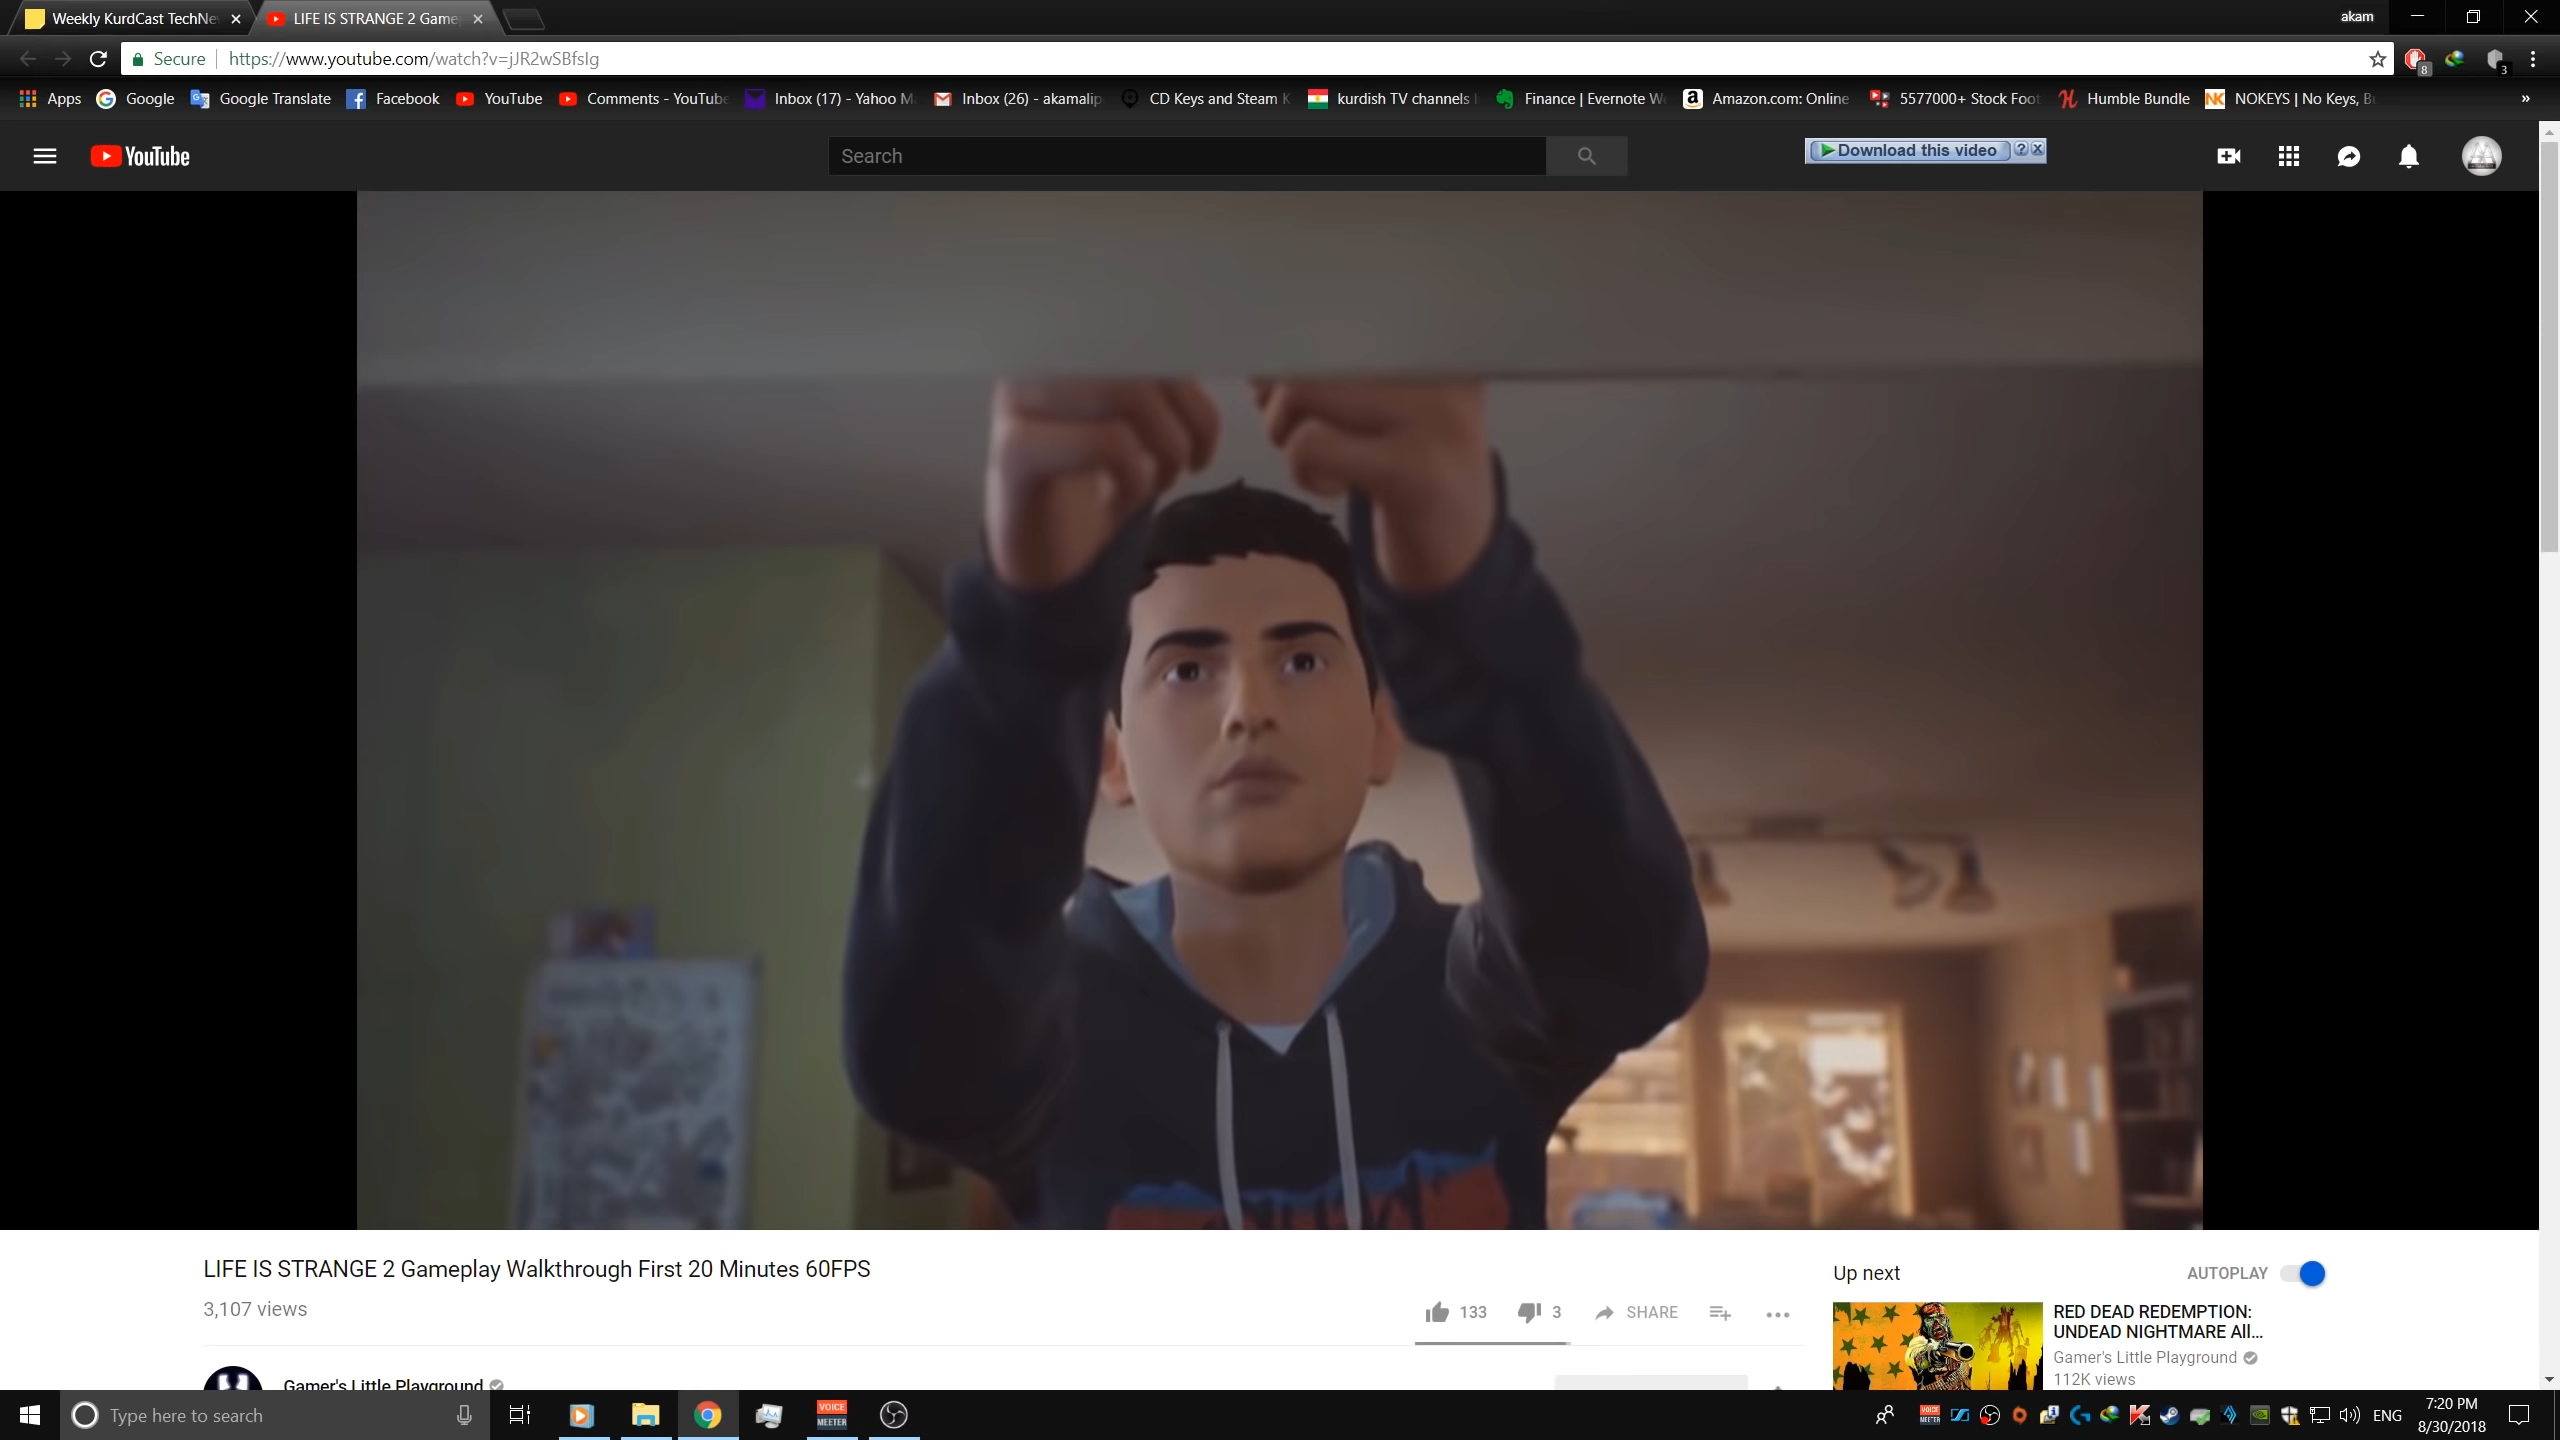 Weekly KurdCast TechNe
LIFE IS STRANGE 2 Game
akam
Secure
https://www.youtube.com/watch?v=jJR2wSBfsIg
8
3
Apps
Google
Google Translate
Facebook
YouTube
Comments - YouTube
Inbox (17) - Yahoo M
Inbox (26) - akamalip
CD Keys and Steam K
kurdish TV channels
Finance | Evernote W
Amazon.com: Online
5577000+ Stock Foot
Humble Bundle
NK
NOKEYS | No Keys, B
»
YouTube
Search
Download this video
LIFE IS STRANGE 2 Gameplay Walkthrough First 20 Minutes 60FPS
3,107 views
133
3
SHARE
Gamer's Little Playground
Up next
AUTOPLAY
RED DEAD REDEMPTION:
UNDEAD NIGHTMARE All...
Gamer's Little Playground
112K views
Type here to search
VOICE
MEETER
ENG
7:20 PM
8/30/2018